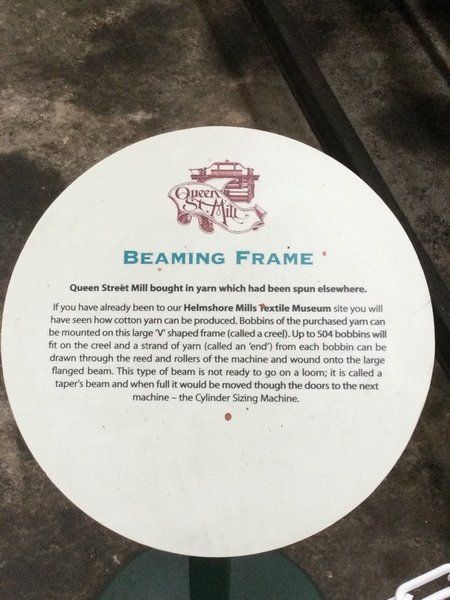 Queen
St. Mill
BEAMING FRAME
Queen Street Mill bought in yarn which had been spun elsewhere.
If you have already been to our Helmshore Mills Textile Museum site you will
have seen how cotton yarn can be produced. Bobbins of the purchased yarn can
be mounted on this large 'V' shaped frame (called a creel). Up to 504 bobbins will
fit on the creel and a strand of yarn (called an 'end') from each bobbin can be
drawn through the reed and rollers of the machine and wound onto the large
flanged beam. This type of beam is not ready to go on a loom; it is called a
taper's beam and when full it would be moved though the doors to the next
machine – the Cylinder Sizing Machine.